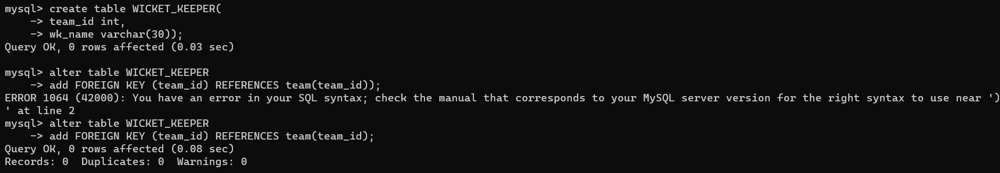 mysql> create table WICKET_KEEPER(
    -> team_id int,
    -> wk_name varchar(30));
Query OK, 0 rows affected (0.03 sec)

mysql> alter table WICKET_KEEPER
    -> add FOREIGN KEY (team_id) REFERENCES team(team_id));
ERROR 1064 (42000): You have an error in your SQL syntax; check the manual that corresponds to your MySQL server version for the right syntax to use near ')
' at line 2
mysql> alter table WICKET_KEEPER
    -> add FOREIGN KEY (team_id) REFERENCES team(team_id);
Query OK, 0 rows affected (0.08 sec)
Records: 0  Duplicates: 0  Warnings: 0